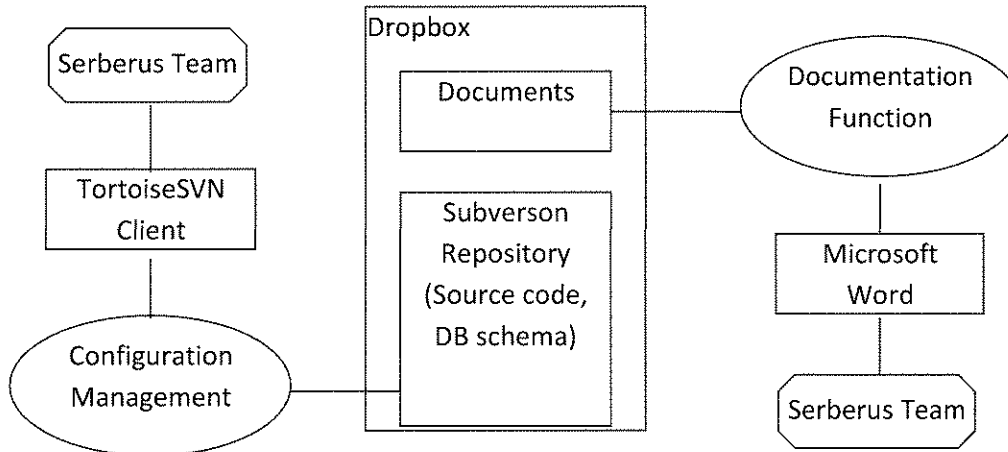 Serberus Team
TortoiseSVN
Client
Configuration
Management
Dropbox
Documents
Subverson
Repository
(Source code,
DB schema)
Documentation
Function
Microsoft
Word
Serberus Team